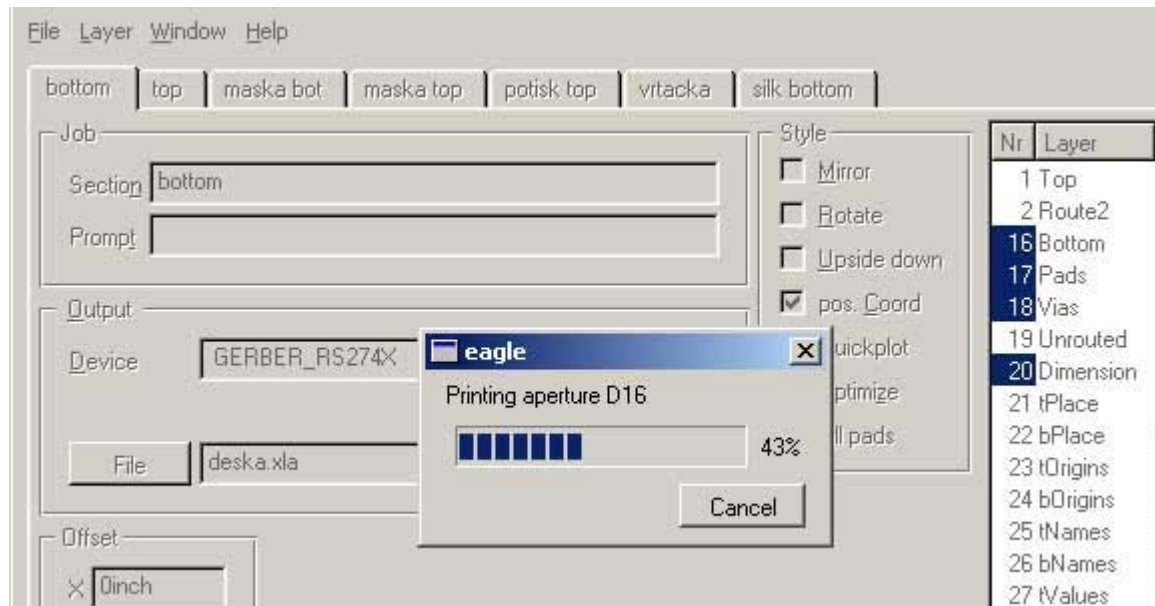 File Layer Window Help
bottom top maska bot maska top potisk top vrtacka silk bottom
Job
Section bottom
Prompt
Style
Mirror
Rotate
Upside down
pos. Coord
uickplot
ptimize
ll pads
Output
Device GERBER_RS274X
File deska.xla
Offset
X 0inch
eagle
Printing aperture D16
43%
Cancel
Nr Layer
1 Top
2 Route2
16 Bottom
17 Pads
18 Vias
19 Unrouted
20 Dimension
21 tPlace
22 bPlace
23 tOrigins
24 bOrigins
25 tNames
26 bNames
27 tValues